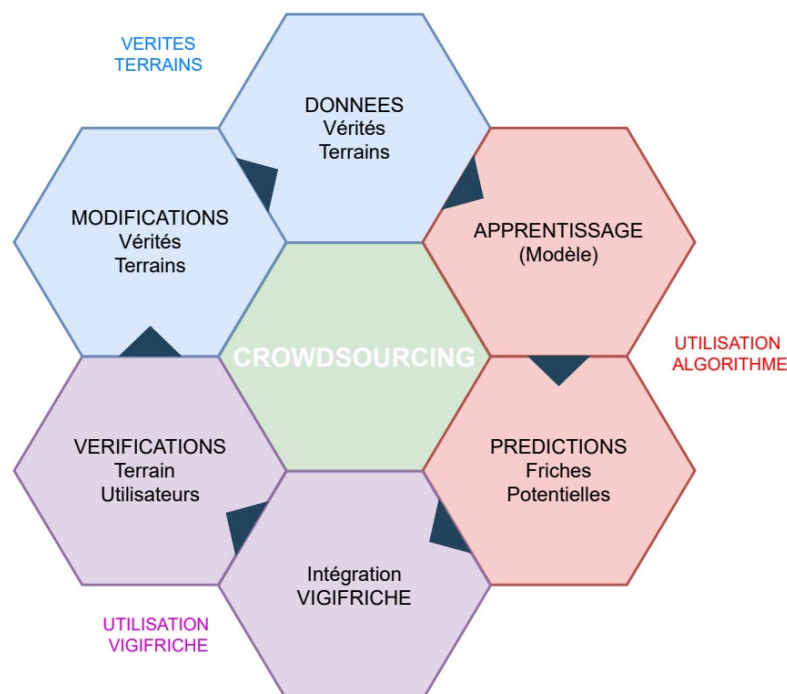 VERITES
TERRAINS
DONNEES
Vérités
Terrains
MODIFICATIONS
Vérités
Terrains
APPRENTISSAGE
(Modèle)
CROWDSOURCING
UTILISATION
ALGORITHME
VERIFICATIONS
Terrain
Utilisateurs
PREDICTIONS
Friches
Potentielles
Intégration
VIGIFRICHE
UTILISATION
VIGIFRICHE